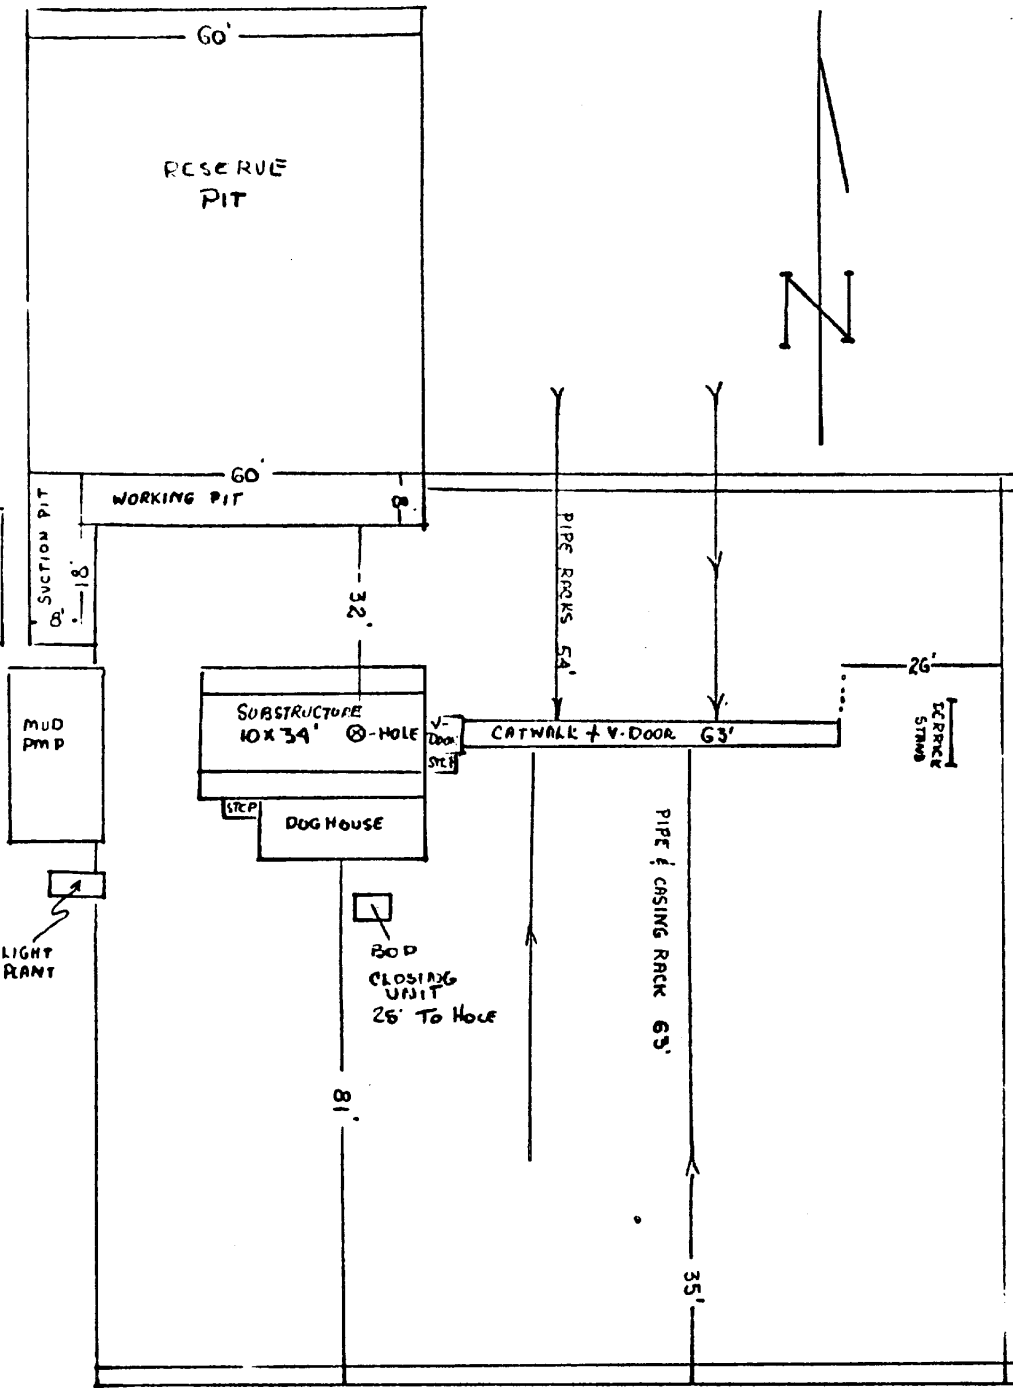 60'
RESERVE
PIT
N
60'
WORKING PIT
8'
SUCTION PIT
18'
8'
32'
PIPE RACKS 54'
26'
MUD
PMP
SUBSTRUCTURE
10 X 34'
-HOLE
V-
DOOR
STEP
CATWALK + V-DOOR 63'
DERRICK
STAND
STEP
DOGHOUSE
PIPE & CASING RACK 63'
LIGHT
PLANT
BOP
CLOSING
UNIT
25' TO HOLE
81'
35'